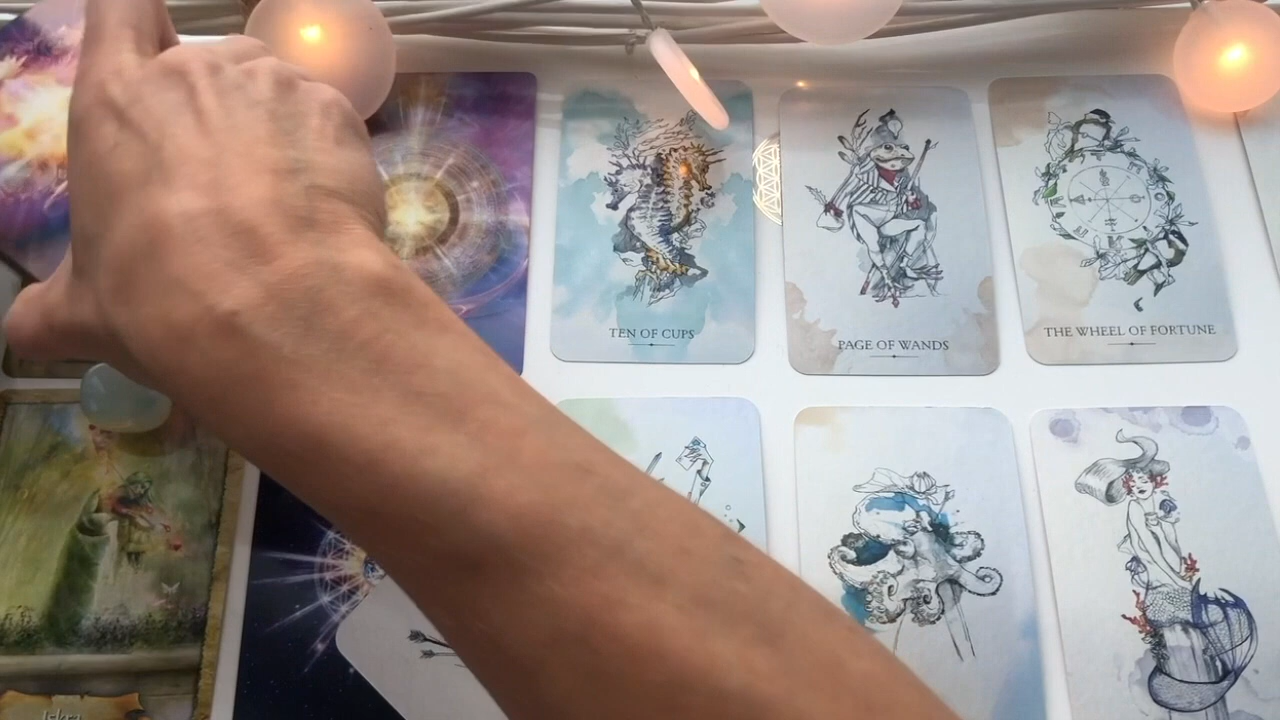 TEN OF CUPS
PAGE OF WANDS
THE WHEEL OF FORTUNE